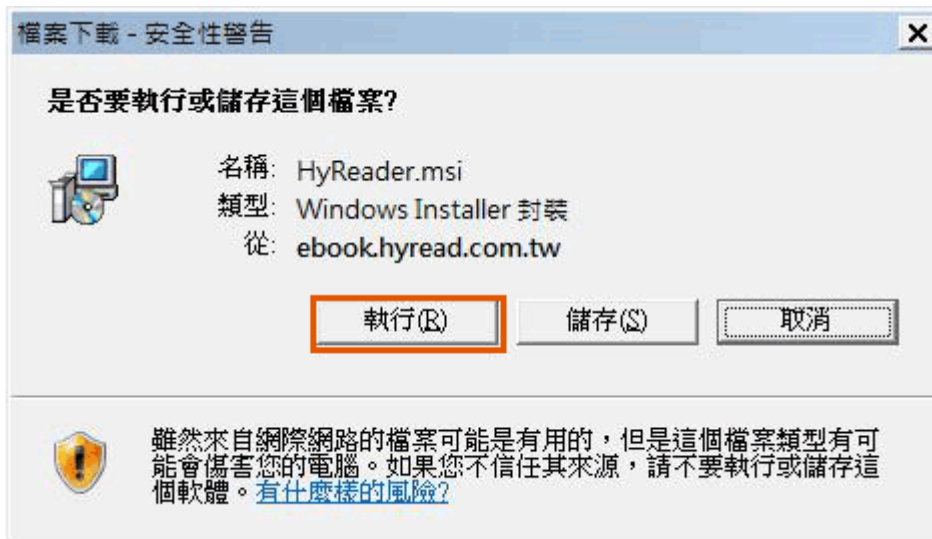 檔案下載 - 安全性警告
是否要執行或儲存這個檔案?
名稱: HyReader.msi
類型: Windows Installer 封裝
從: ebook.hyread.com.tw
執行(R) 儲存(S) 取消
雖然來自網際網路的檔案可能是有用的，但是這個檔案類型有可
能會傷害您的電腦。如果您不信任其來源，請不要執行或儲存這
個軟體。有什麼樣的風險?